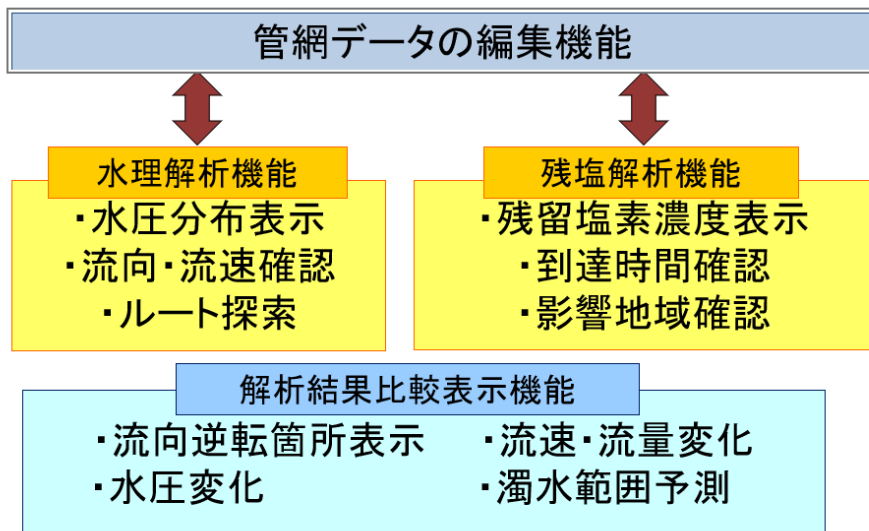 管網データの編集機能
水理解析機能
・水圧分布表示
・流向・流速確認
・ルート探索
残塩解析機能
・残留塩素濃度表示
・到達時間確認
・影響地域確認
解析結果比較表示機能
・流向逆転箇所表示
・水圧変化
・流速・流量変化
・濁水範囲予測